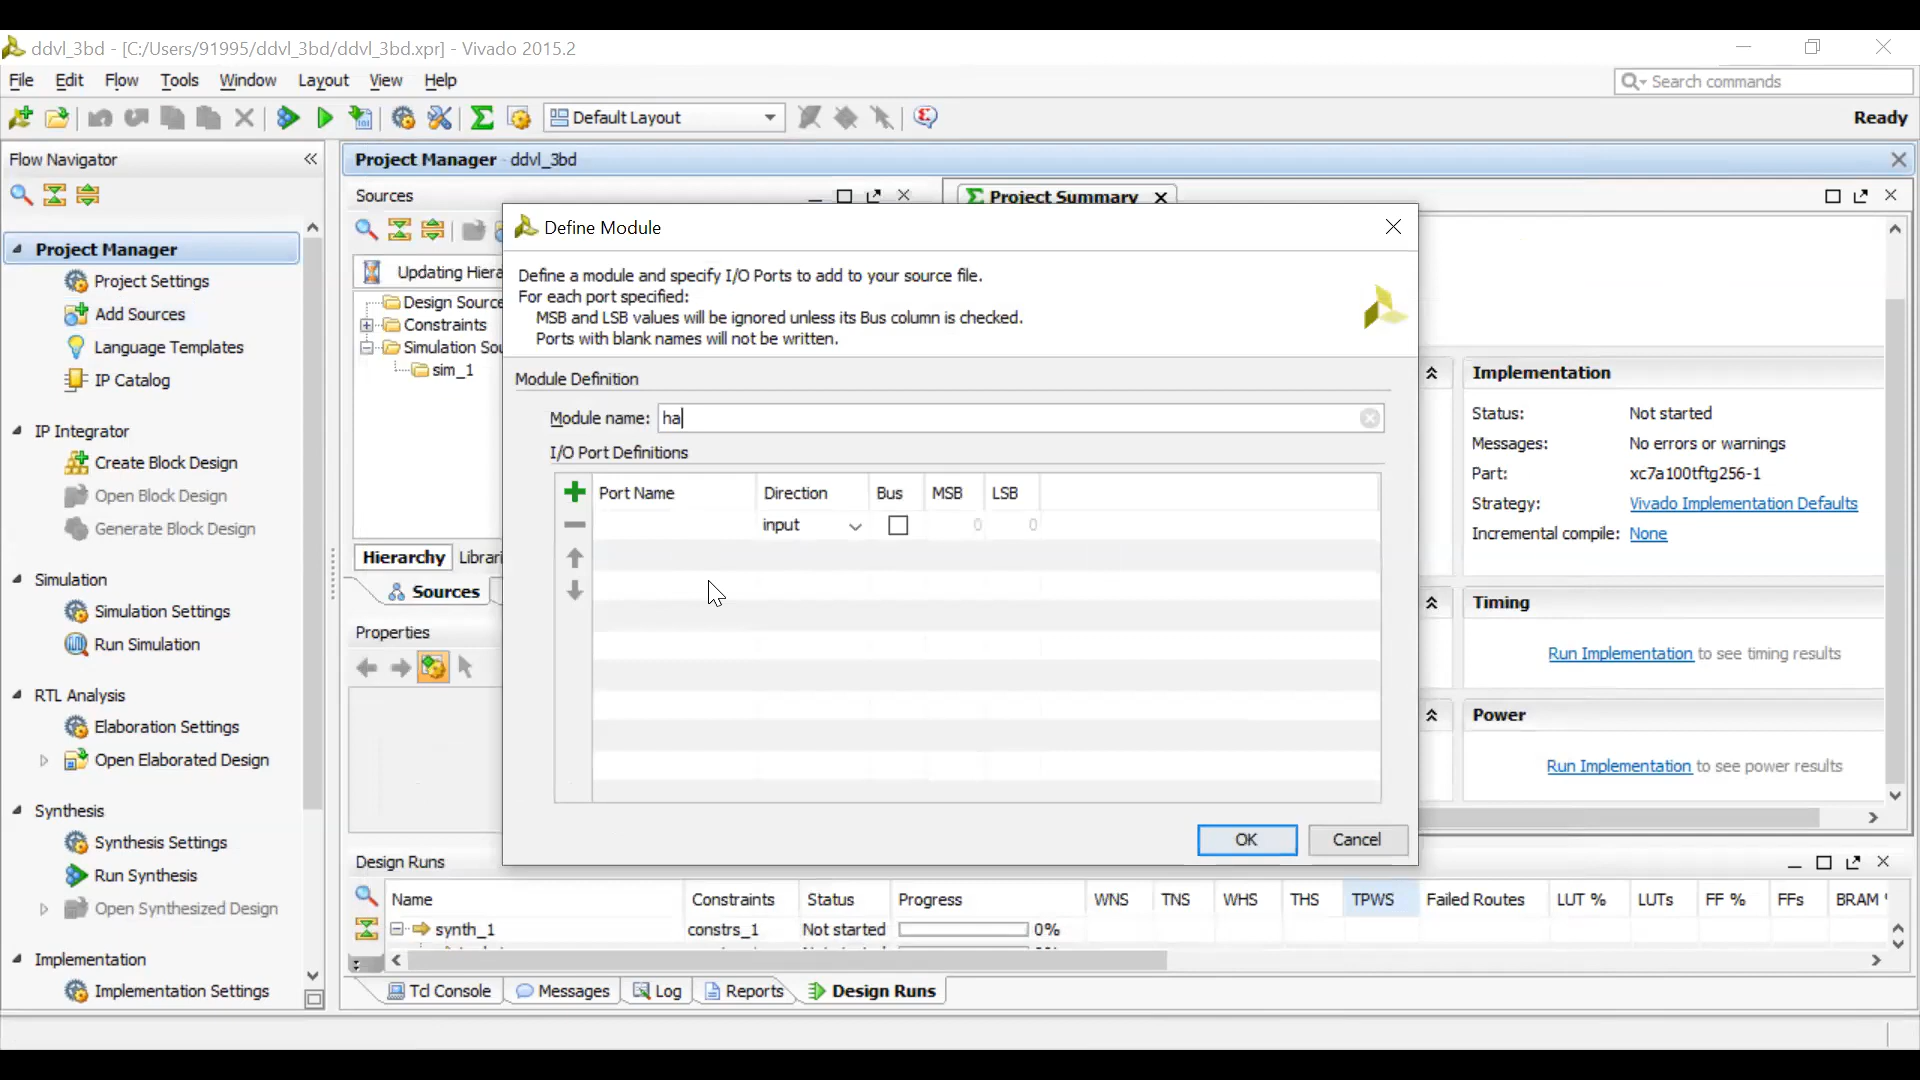 ddvl_3bd - [C:/Users/91995/ddvl_3bd/ddvl_3bd.xpr] - Vivado 2015.2
File Edit Flow Tools Window Layout View Help
Search commands
Default Layout
Ready
Flow Navigator
Project Manager - ddvl_3bd
Sources
Project Summary
Project Manager
Project Settings
Add Sources
Language Templates
IP Catalog
IP Integrator
Create Block Design
Open Block Design
Generate Block Design
Simulation
Simulation Settings
Run Simulation
RTL Analysis
Elaboration Settings
Open Elaborated Design
Synthesis
Synthesis Settings
Run Synthesis
Open Synthesized Design
Implementation
Implementation Settings
Updating Hiera
Design Source
Constraints
Simulation Sou
sim_1
Hierarchy Librari
Sources
Properties
Define Module
Define a module and specify I/O Ports to add to your source file.
For each port specified:
MSB and LSB values will be ignored unless its Bus column is checked.
Ports with blank names will not be written.
Module Definition
Module name: ha
I/O Port Definitions
Port Name Direction Bus MSB LSB
input 0 0
OK Cancel
Implementation
Status: Not started
Messages: No errors or warnings
Part: xc7a100tftg256-1
Strategy: Vivado Implementation Defaults
Incremental compile: None
Timing
Run Implementation to see timing results
Power
Run Implementation to see power results
Design Runs
Name Constraints Status Progress WNS TNS WHS THS TPWS Failed Routes LUT % LUTs FF % FFs BRAM
synth_1 constrs_1 Not started 0%
Tcl Console Messages Log Reports Design Runs